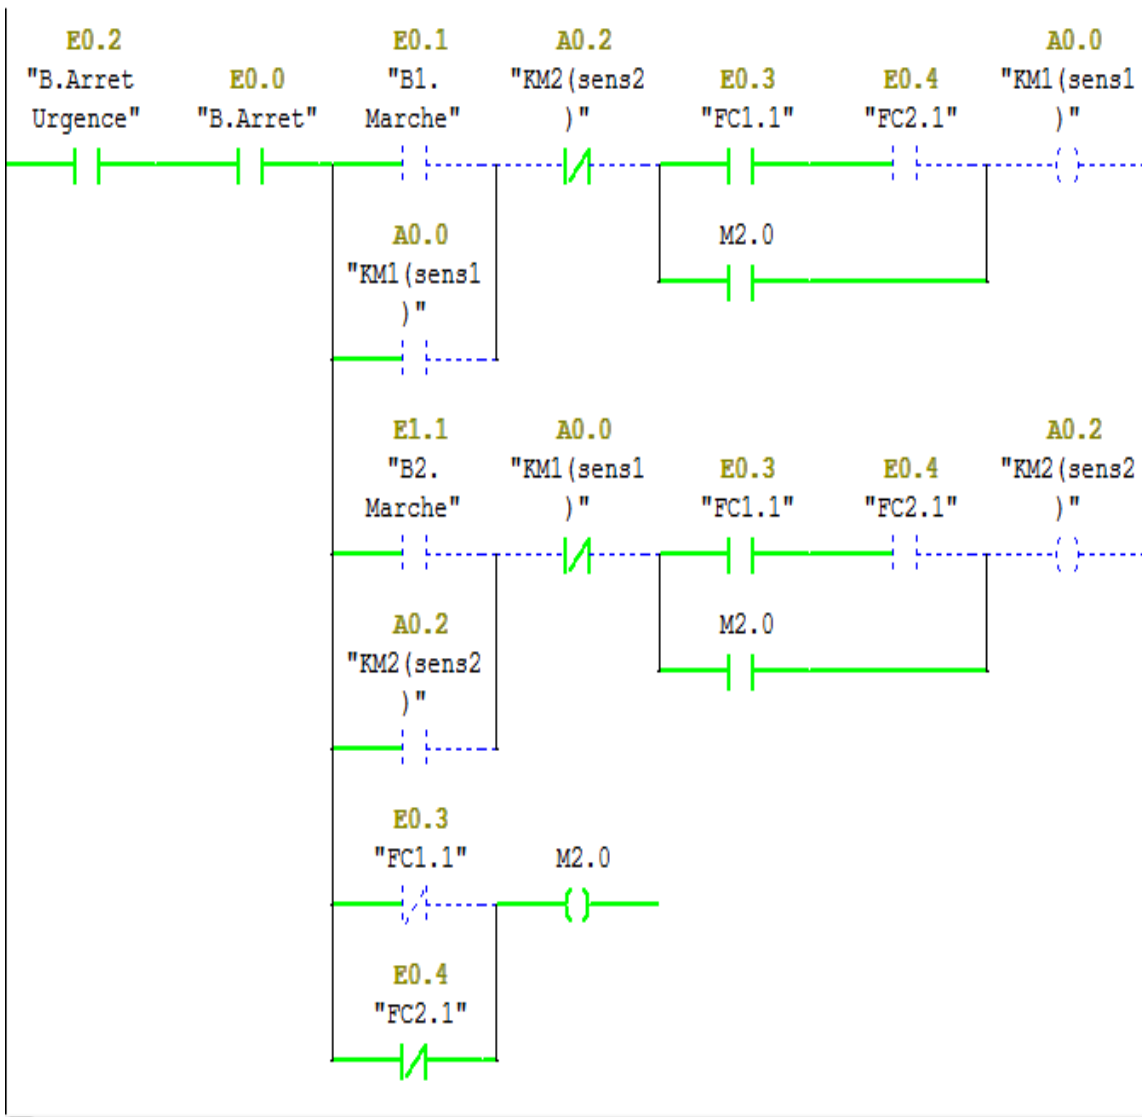 E0.2 E0.1 A0.2 A0.0
"B.Arret E0.0 "B1. "KM2(sens2 E0.3 E0.4 "KM1(sens1
Urgence" "B.Arret" Marche" )" "FC1.1" "FC2.1" )"
A0.0 M2.0
"KM1(sens1
)"
E1.1 A0.0 A0.2
"B2. "KM1(sens1 E0.3 E0.4 "KM2(sens2
Marche" )" "FC1.1" "FC2.1" )"
A0.2 M2.0
"KM2(sens2
)"
E0.3
"FC1.1" M2.0
E0.4
"FC2.1"